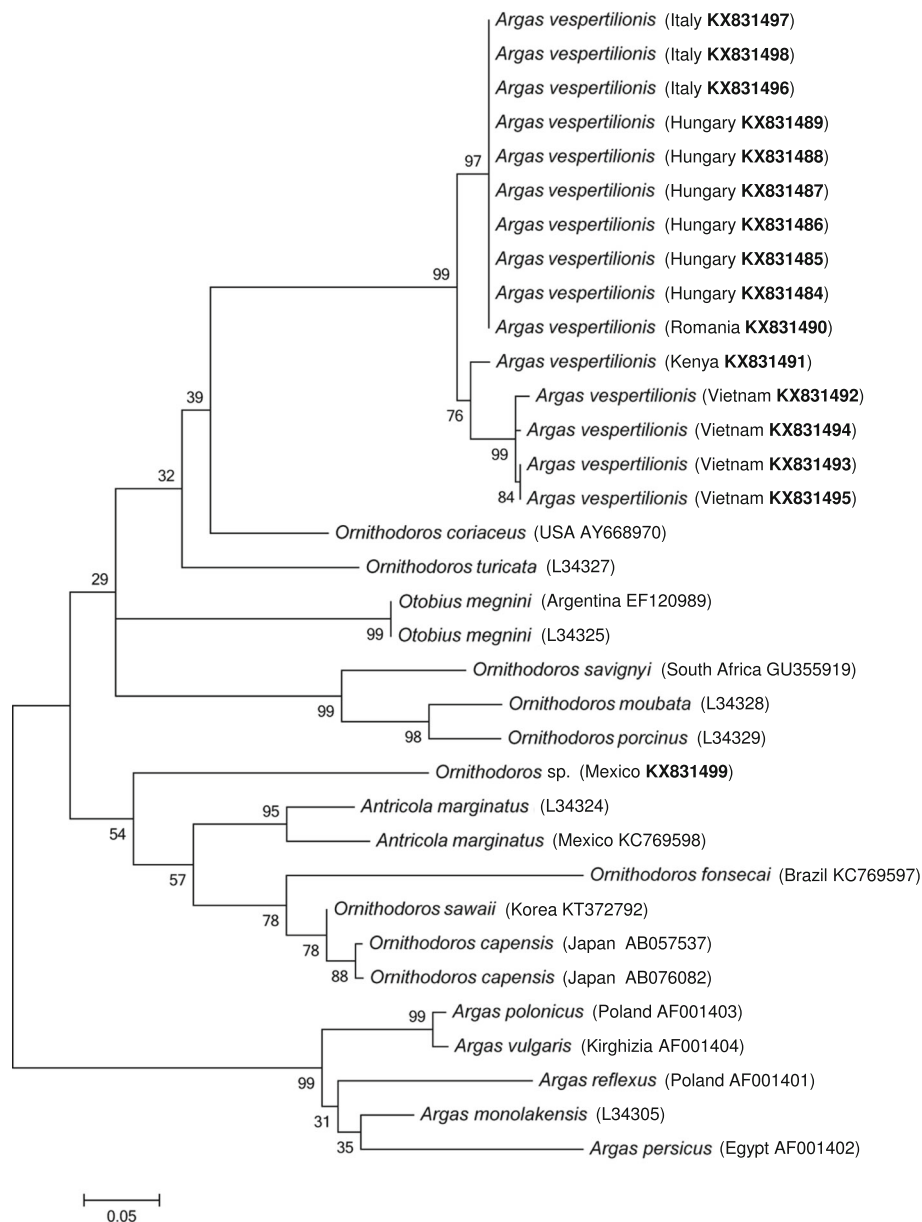 Argas vespertilionis (Italy KX831497)
Argas vespertilionis (Italy KX831498)
Argas vespertilionis (Italy KX831496)
Argas vespertilionis (Hungary KX831489)
Argas vespertilionis (Hungary KX831488)
97
Argas vespertilionis (Hungary KX831487)
Argas vespertilionis (Hungary KX831486)
Argas vespertilionis (Hungary KX831485)
99
Argas vespertilionis (Hungary KX831484)
Argas vespertilionis (Romania KX831490)
Argas vespertilionis (Kenya KX831491)
39
Argas vespertilionis (Vietnam KX831492)
76
Argas vespertilionis (Vietnam KX831494)
99
Argas vespertilionis (Vietnam KX831493)
32
84
Argas vespertilionis (Vietnam KX831495)
Ornithodoros coriaceus (USA AY668970)
Ornithodoros turicata (L34327)
29
Otobius megnini (Argentina EF120989)
99
Otobius megnini (L34325)
Ornithodoros savignyi (South Africa GU355919)
99
Ornithodoros moubata (L34328)
98
Ornithodoros porcinus (L34329)
Ornithodoros sp. (Mexico KX831499)
95
Antricola marginatus (L34324)
54
Antricola marginatus (Mexico KC769598)
57
Ornithodoros fonsecai (Brazil KC769597)
78
Ornithodoros sawaii (Korea KT372792)
78
Ornithodoros capensis (Japan AB057537)
88
Ornithodoros capensis (Japan AB076082)
99
Argas polonicus (Poland AF001403)
Argas vulgaris (Kirghizia AF001404)
99
Argas reflexus (Poland AF001401)
31
Argas monolakensis (L34305)
35
Argas persicus (Egypt AF001402)
0.05